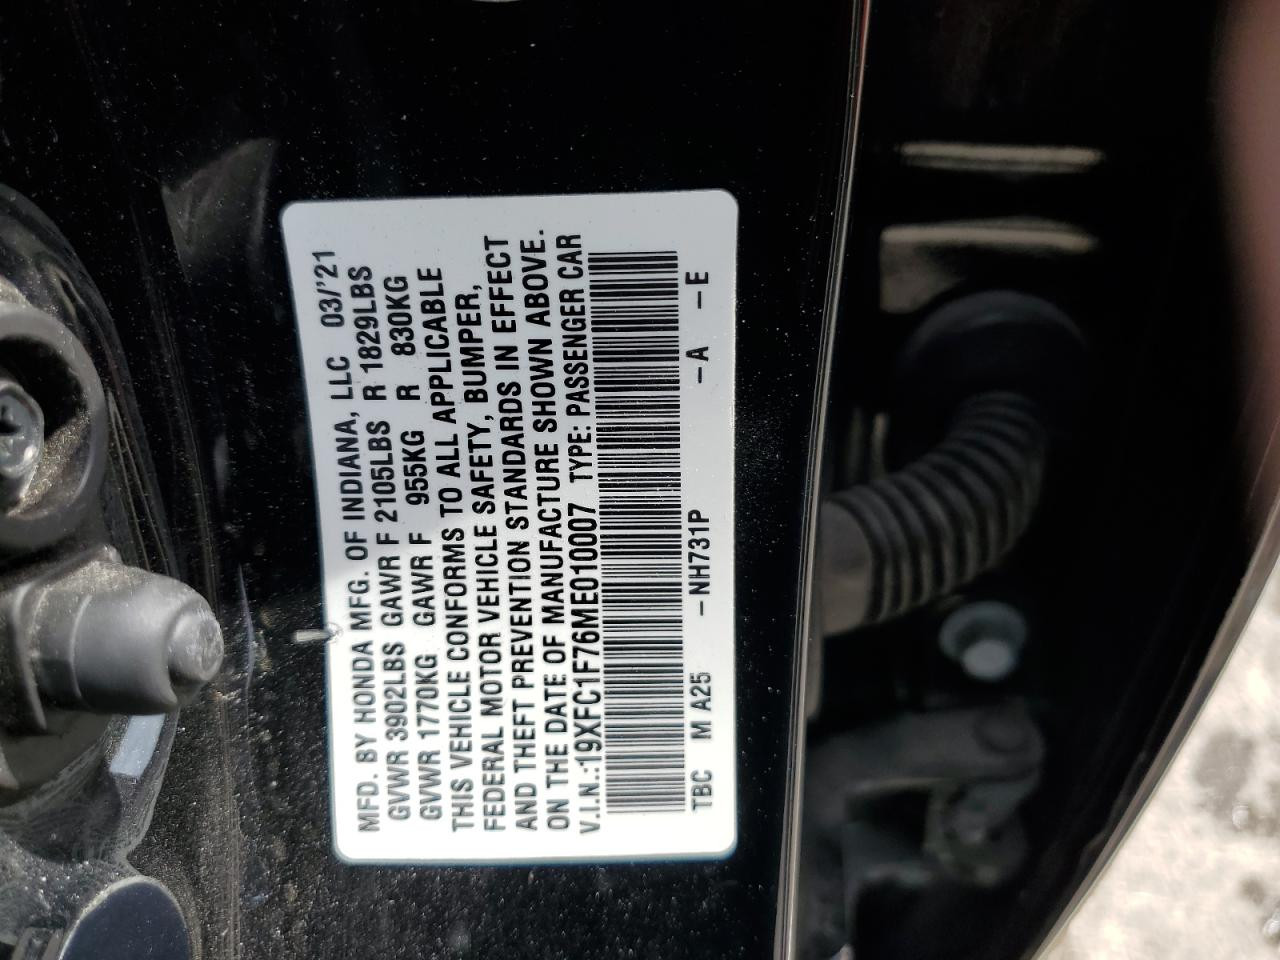 MFD. BY HONDA MFG. OF INDIANA, LLC 03/'21
GVWR 3902LBS GAWR F 2105LBS R 1829LBS
GVWR 1770KG GAWR F 955KG R 830KG
THIS VEHICLE CONFORMS TO ALL APPLICABLE
FEDERAL MOTOR VEHICLE SAFETY, BUMPER,
AND THEFT PREVENTION STANDARDS IN EFFECT
ON THE DATE OF MANUFACTURE SHOWN ABOVE.
V.I.N.:19XFC1F76ME010007 TYPE: PASSENGER CAR
TBC M A25 -NH731P -A -E